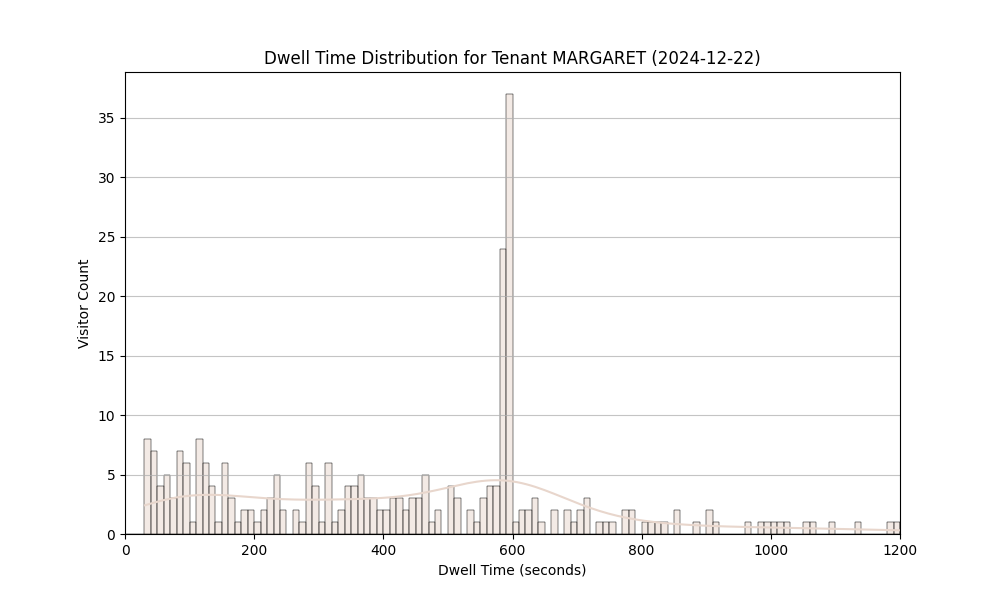 Dwell Time Distribution for Tenant MARGARET (2024-12-22)
35
30
25
20
15
10
5
0
Visitor Count
0 200 400 600 800 1000 1200
Dwell Time (seconds)